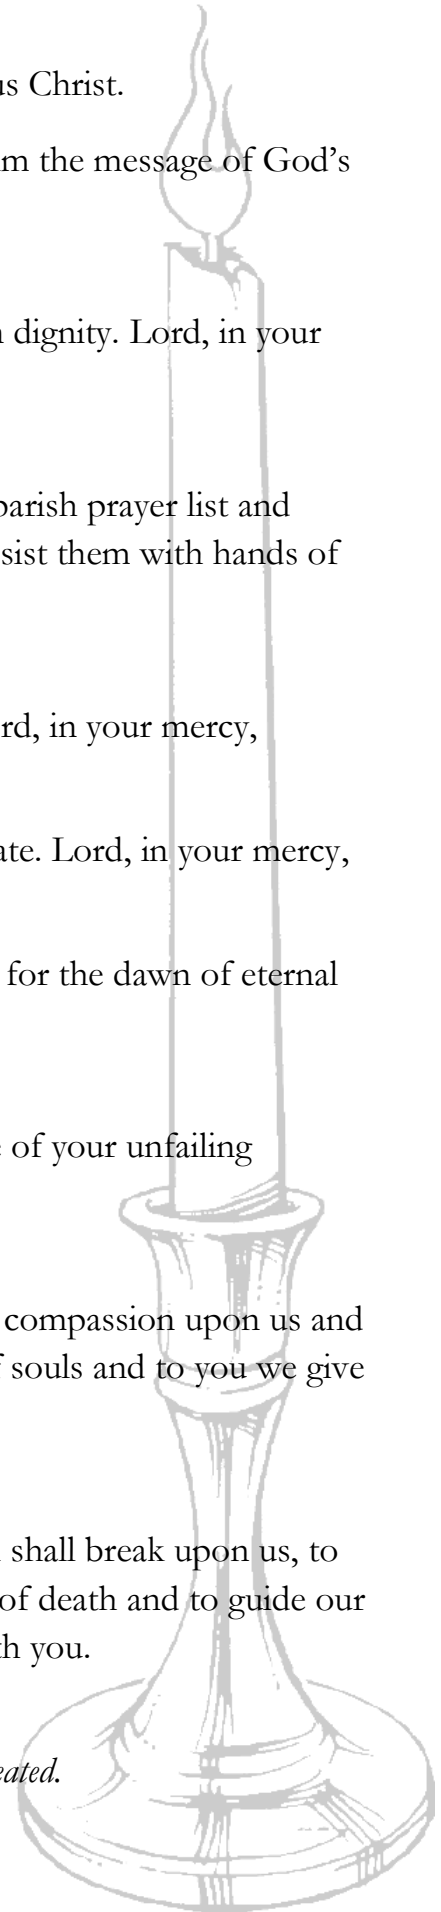 us Christ.
im the message of God’s
n dignity. Lord, in your
parish prayer list and
sist them with hands of
rd, in your mercy,
ate. Lord, in your mercy,
for the dawn of eternal
e of your unfailing
compassion upon us and
f souls and to you we give
shall break upon us, to
of death and to guide our
th you.
eated.